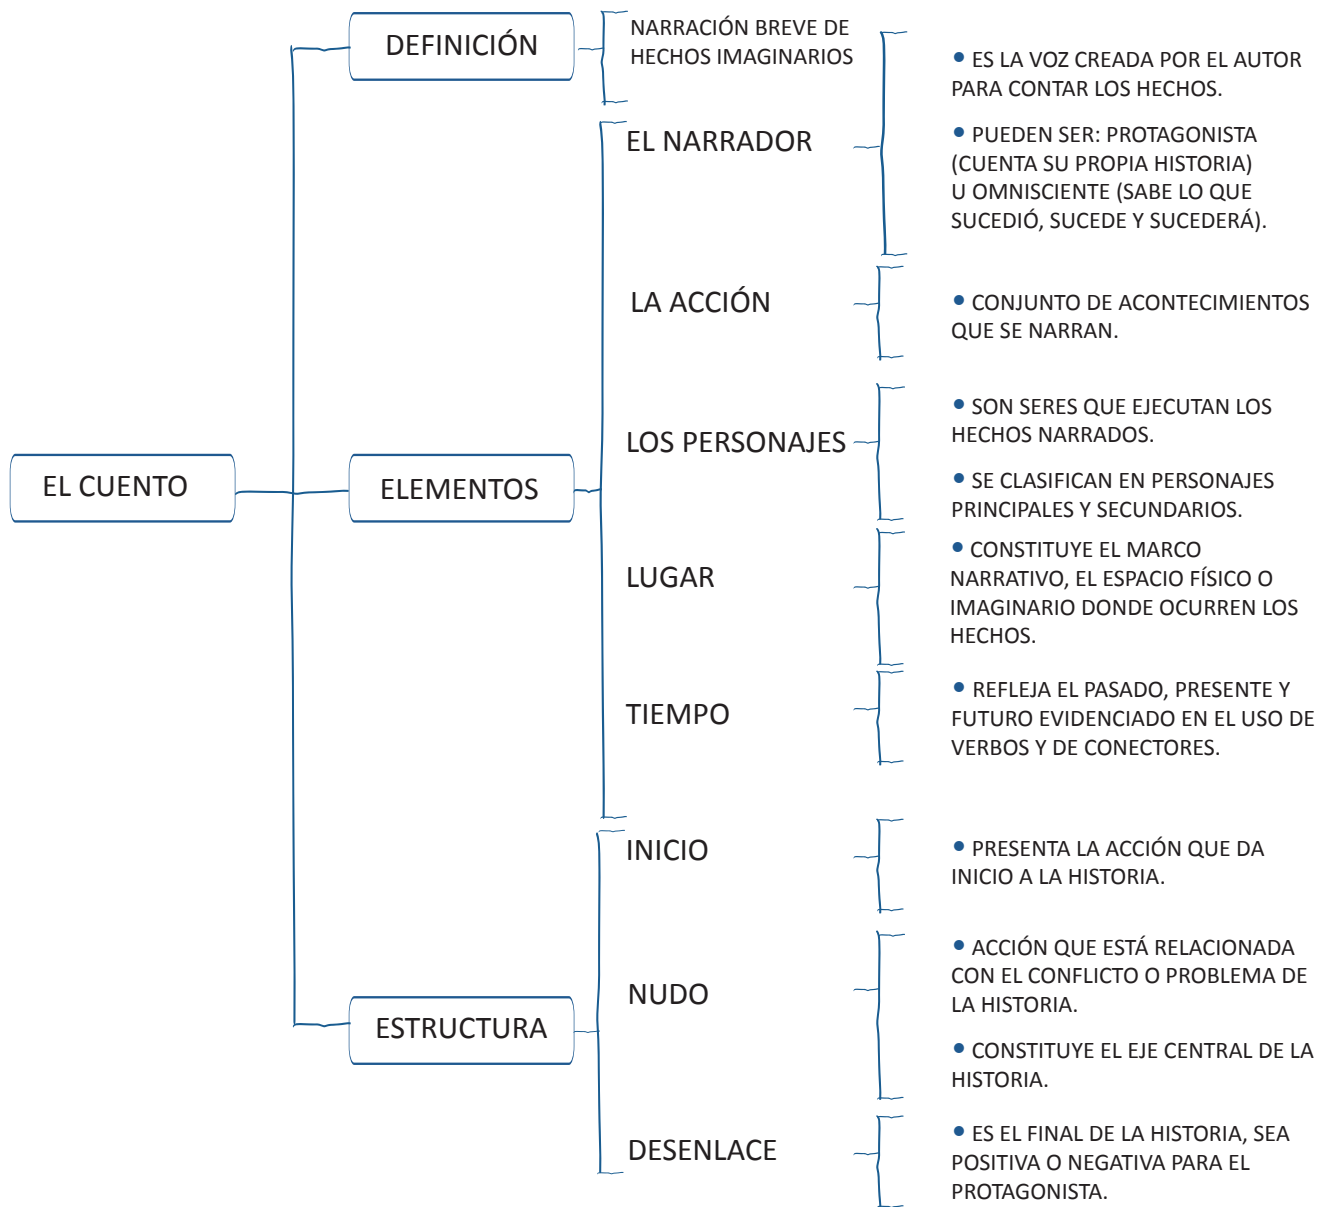 EL CUENTO
DEFINICIÓN
NARRACIÓN BREVE DE
HECHOS IMAGINARIOS
ELEMENTOS
EL NARRADOR
• ES LA VOZ CREADA POR EL AUTOR
PARA CONTAR LOS HECHOS.
• PUEDEN SER: PROTAGONISTA
(CUENTA SU PROPIA HISTORIA)
U OMNISCIENTE (SABE LO QUE
SUCEDIÓ, SUCEDE Y SUCEDERÁ).
LA ACCIÓN
• CONJUNTO DE ACONTECIMIENTOS
QUE SE NARRAN.
LOS PERSONAJES
• SON SERES QUE EJECUTAN LOS
HECHOS NARRADOS.
• SE CLASIFICAN EN PERSONAJES
PRINCIPALES Y SECUNDARIOS.
LUGAR
• CONSTITUYE EL MARCO
NARRATIVO, EL ESPACIO FÍSICO O
IMAGINARIO DONDE OCURREN LOS
HECHOS.
TIEMPO
• REFLEJA EL PASADO, PRESENTE Y
FUTURO EVIDENCIADO EN EL USO DE
VERBOS Y DE CONECTORES.
ESTRUCTURA
INICIO
• PRESENTA LA ACCIÓN QUE DA
INICIO A LA HISTORIA.
NUDO
• ACCIÓN QUE ESTÁ RELACIONADA
CON EL CONFLICTO O PROBLEMA DE
LA HISTORIA.
• CONSTITUYE EL EJE CENTRAL DE LA
HISTORIA.
DESENLACE
• ES EL FINAL DE LA HISTORIA, SEA
POSITIVA O NEGATIVA PARA EL
PROTAGONISTA.